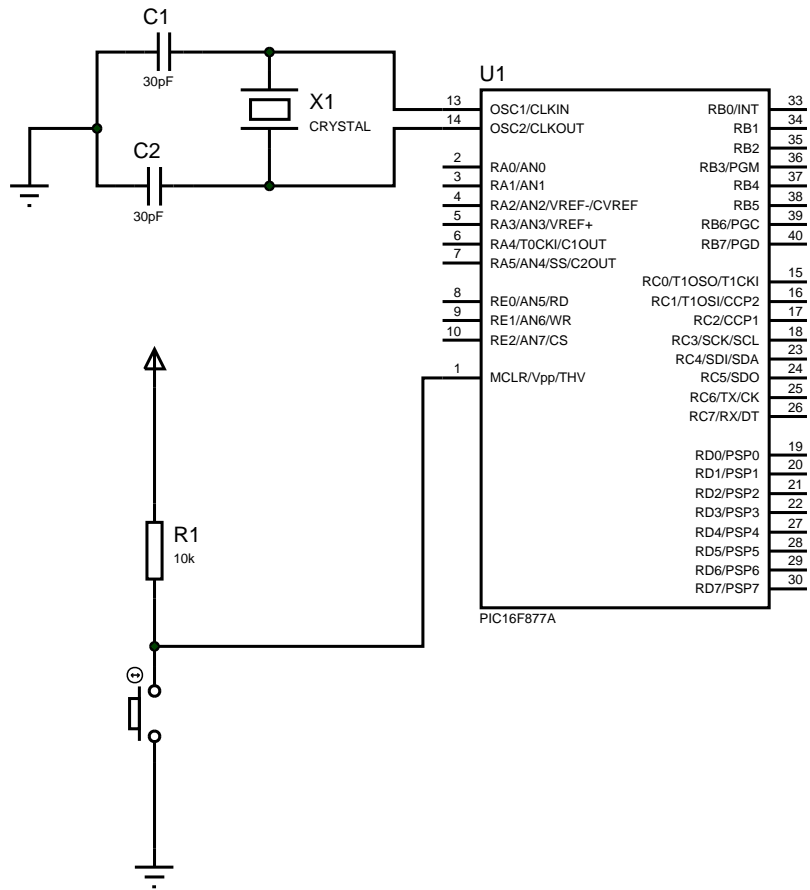 C1
30pF
X1
CRYSTAL
C2
30pF
R1
10k
U1
13 OSC1/CLKIN
14 OSC2/CLKOUT
2 RA0/AN0
3 RA1/AN1
4 RA2/AN2/VREF-/CVREF
5 RA3/AN3/VREF+
6 RA4/T0CKI/C1OUT
7 RA5/AN4/SS/C2OUT
8 RE0/AN5/RD
9 RE1/AN6/WR
10 RE2/AN7/CS
1 MCLR/Vpp/THV
RB0/INT 33
RB1 34
RB2 35
RB3/PGM 36
RB4 37
RB5 38
RB6/PGC 39
RB7/PGD 40
RC0/T1OSO/T1CKI 15
RC1/T1OSI/CCP2 16
RC2/CCP1 17
RC3/SCK/SCL 18
RC4/SDI/SDA 23
RC5/SDO 24
RC6/TX/CK 25
RC7/RX/DT 26
RD0/PSP0 19
RD1/PSP1 20
RD2/PSP2 21
RD3/PSP3 22
RD4/PSP4 27
RD5/PSP5 28
RD6/PSP6 29
RD7/PSP7 30
PIC16F877A